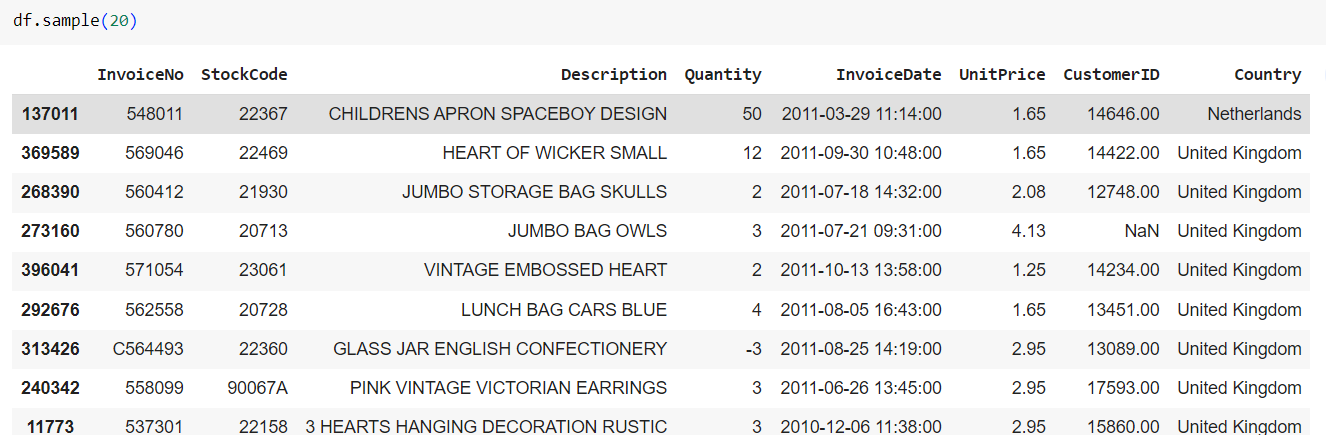 df.sample(20)
InvoiceNo StockCode Description Quantity InvoiceDate UnitPrice CustomerID Country
137011 548011 22367 CHILDRENS APRON SPACEBOY DESIGN 50 2011-03-29 11:14:00 1.65 14646.00 Netherlands
369589 569046 22469 HEART OF WICKER SMALL 12 2011-09-30 10:48:00 1.65 14422.00 United Kingdom
268390 560412 21930 JUMBO STORAGE BAG SKULLS 2 2011-07-18 14:32:00 2.08 12748.00 United Kingdom
273160 560780 20713 JUMBO BAG OWLS 3 2011-07-21 09:31:00 4.13 NaN United Kingdom
396041 571054 23061 VINTAGE EMBOSSED HEART 2 2011-10-13 13:58:00 1.25 14234.00 United Kingdom
292676 562558 20728 LUNCH BAG CARS BLUE 4 2011-08-05 16:43:00 1.65 13451.00 United Kingdom
313426 C564493 22360 GLASS JAR ENGLISH CONFECTIONERY -3 2011-08-25 14:19:00 2.95 13089.00 United Kingdom
240342 558099 90067A PINK VINTAGE VICTORIAN EARRINGS 3 2011-06-26 13:45:00 2.95 17593.00 United Kingdom
11773 537301 22158 3 HEARTS HANGING DECORATION RUSTIC 3 2010-12-06 11:38:00 2.95 15860.00 United Kingdom